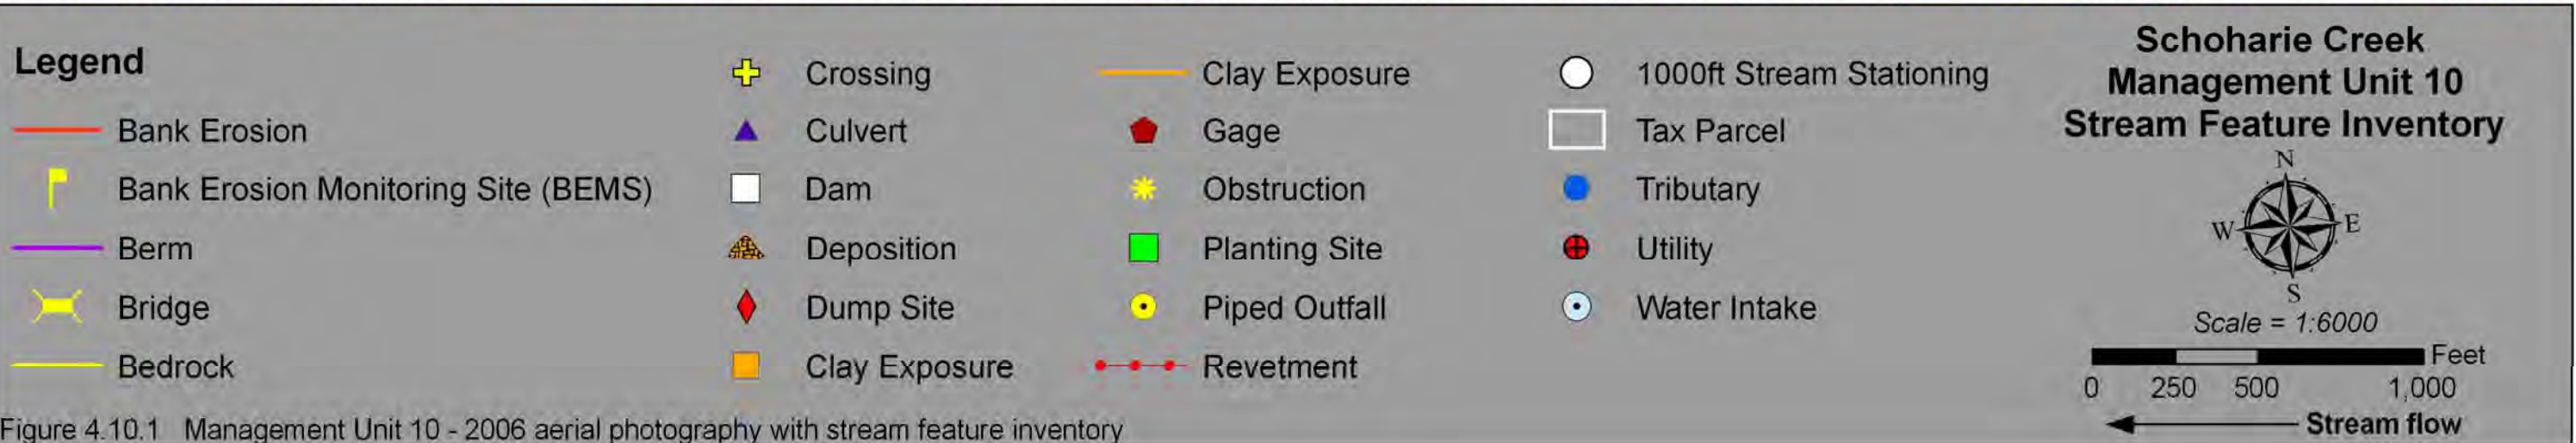 Legend
Bank Erosion
Bank Erosion Monitoring Site (BEMS)
Berm
Bridge
Bedrock
Crossing
Culvert
Dam
Deposition
Dump Site
Clay Exposure
Clay Exposure
Gage
Obstruction
Planting Site
Piped Outfall
Revetment
1000ft Stream Stationing
Tax Parcel
Tributary
Utility
Water Intake
Schoharie Creek
Management Unit 10
Stream Feature Inventory
N
W E
S
Scale = 1:6000
Feet
0 250 500 1,000
Stream flow
Figure 4.10.1 Management Unit 10 - 2006 aerial photography with stream feature inventory